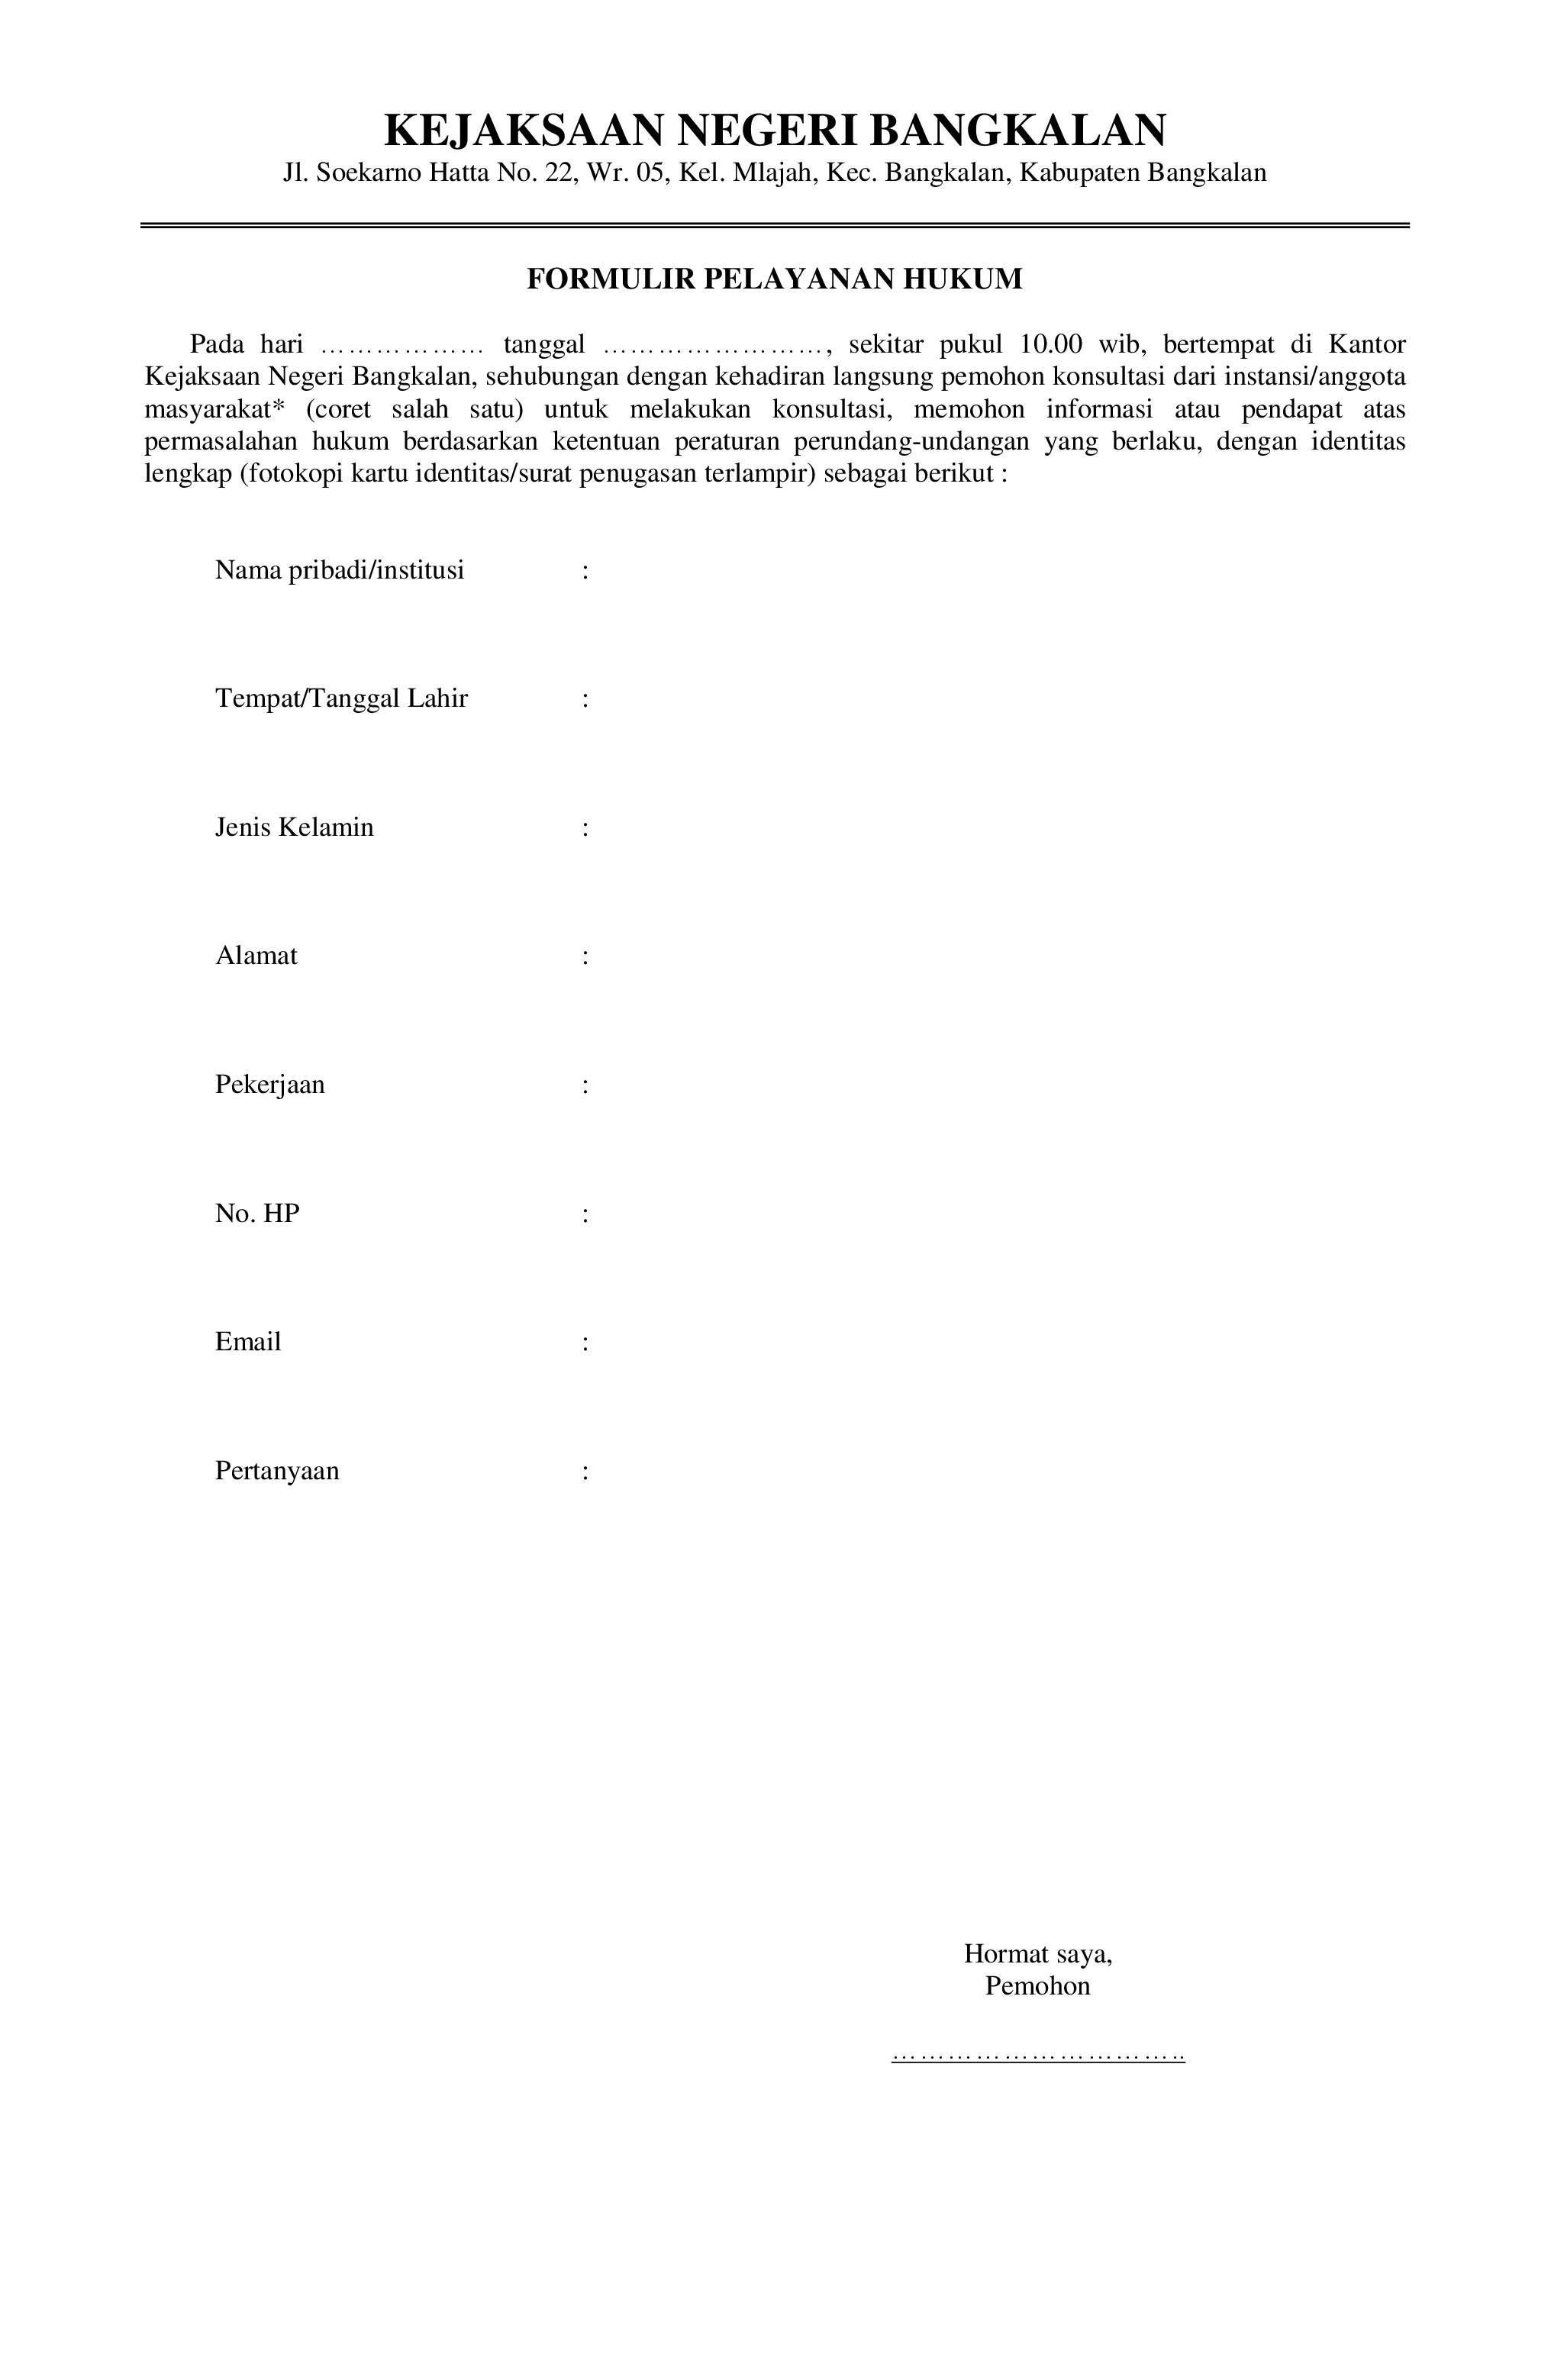 KEJAKSAAN NEGERI BANGKALAN
Jl. Soekarno Hatta No. 22, Wr. 05, Kel. Mlajah, Kec. Bangkalan, Kabupaten Bangkalan
FORMULIR PELAYANAN HUKUM
Pada hari ……………… tanggal ……………………, sekitar pukul 10.00 wib, bertempat di Kantor
Kejaksaan Negeri Bangkalan, sehubungan dengan kehadiran langsung pemohon konsultasi dari instansi/anggota
masyarakat* (coret salah satu) untuk melakukan konsultasi, memohon informasi atau pendapat atas
permasalahan hukum berdasarkan ketentuan peraturan perundang-undangan yang berlaku, dengan identitas
lengkap (fotokopi kartu identitas/surat penugasan terlampir) sebagai berikut :
Nama pribadi/institusi :
Tempat/Tanggal Lahir :
Jenis Kelamin :
Alamat :
Pekerjaan :
No. HP :
Email :
Pertanyaan :
Hormat saya,
Pemohon
…………………………..